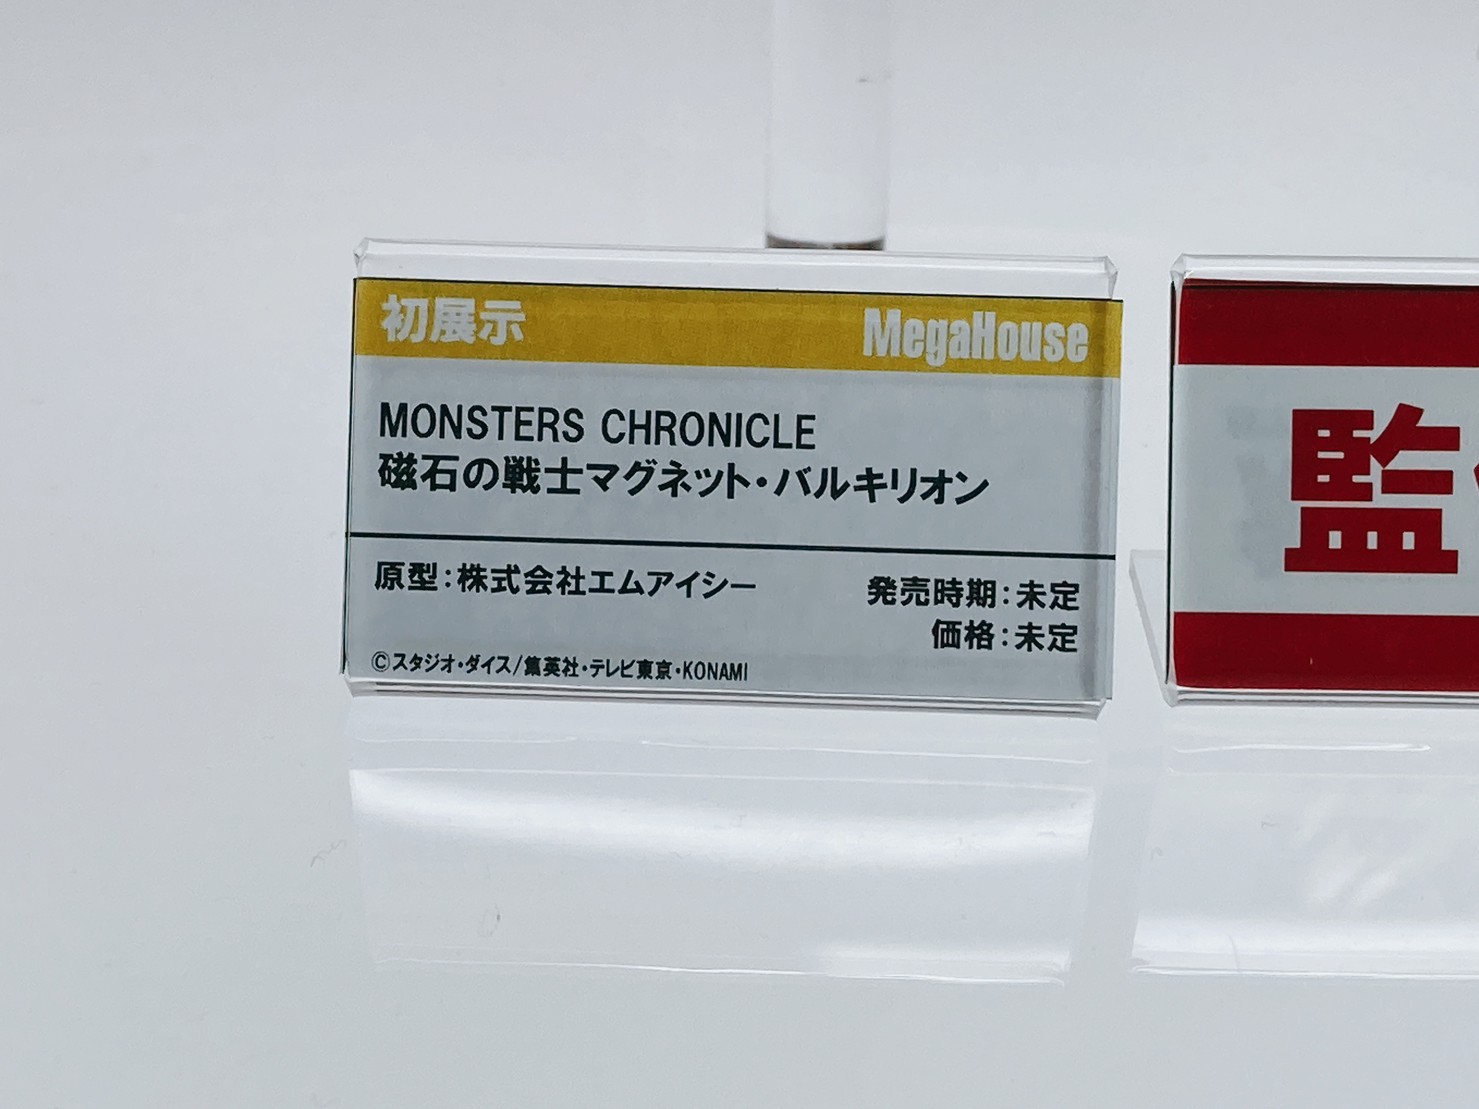 初展示 MegaHouse
MONSTERS CHRONICLE
磁石の戦士マグネット・バルキリオン
原型：株式会社エムアイシー 発売時期：未定
価格：未定
©スタジオ・ダイス/集英社・テレビ東京・KONAMI
監